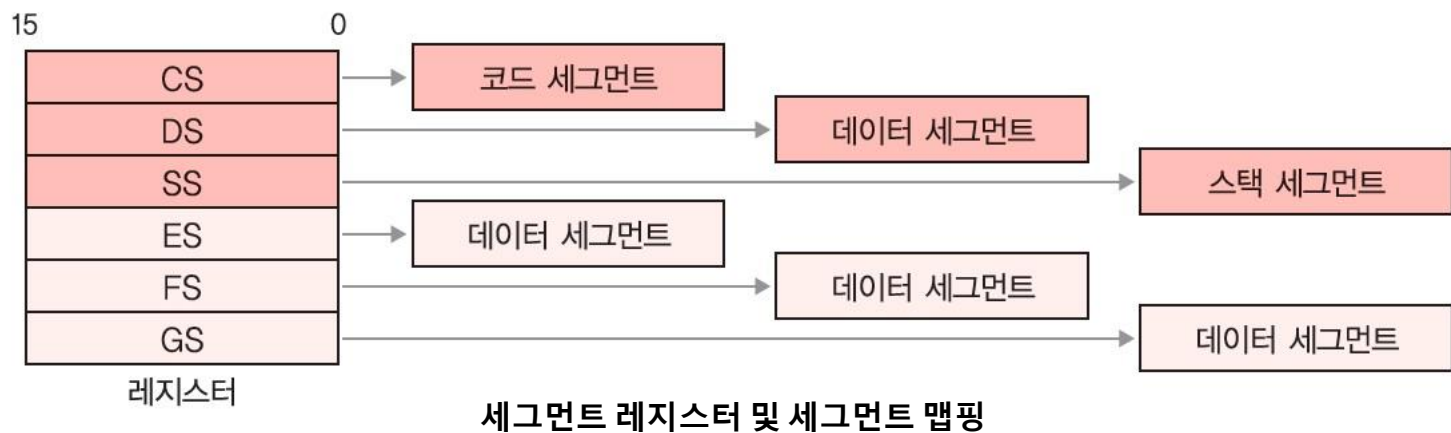 15 0
CS
코드 세그먼트
DS
데이터 세그먼트
SS
스택 세그먼트
ES
데이터 세그먼트
FS
데이터 세그먼트
GS
데이터 세그먼트
레지스터
세그먼트 레지스터 및 세그먼트 맵핑